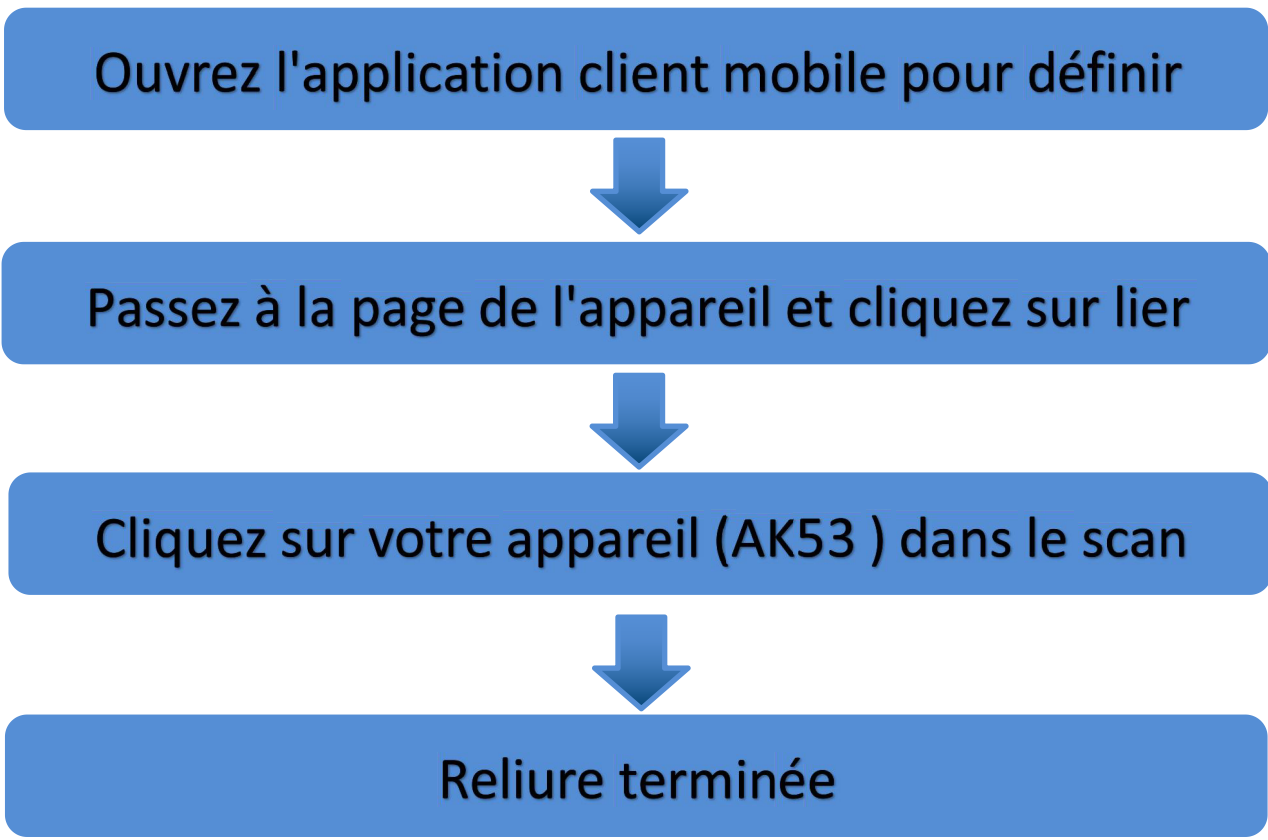 Ouvrez l'application client mobile pour définir
Passez à la page de l'appareil et cliquez sur lier
Cliquez sur votre appareil (AK53 ) dans le scan
Reliure terminée